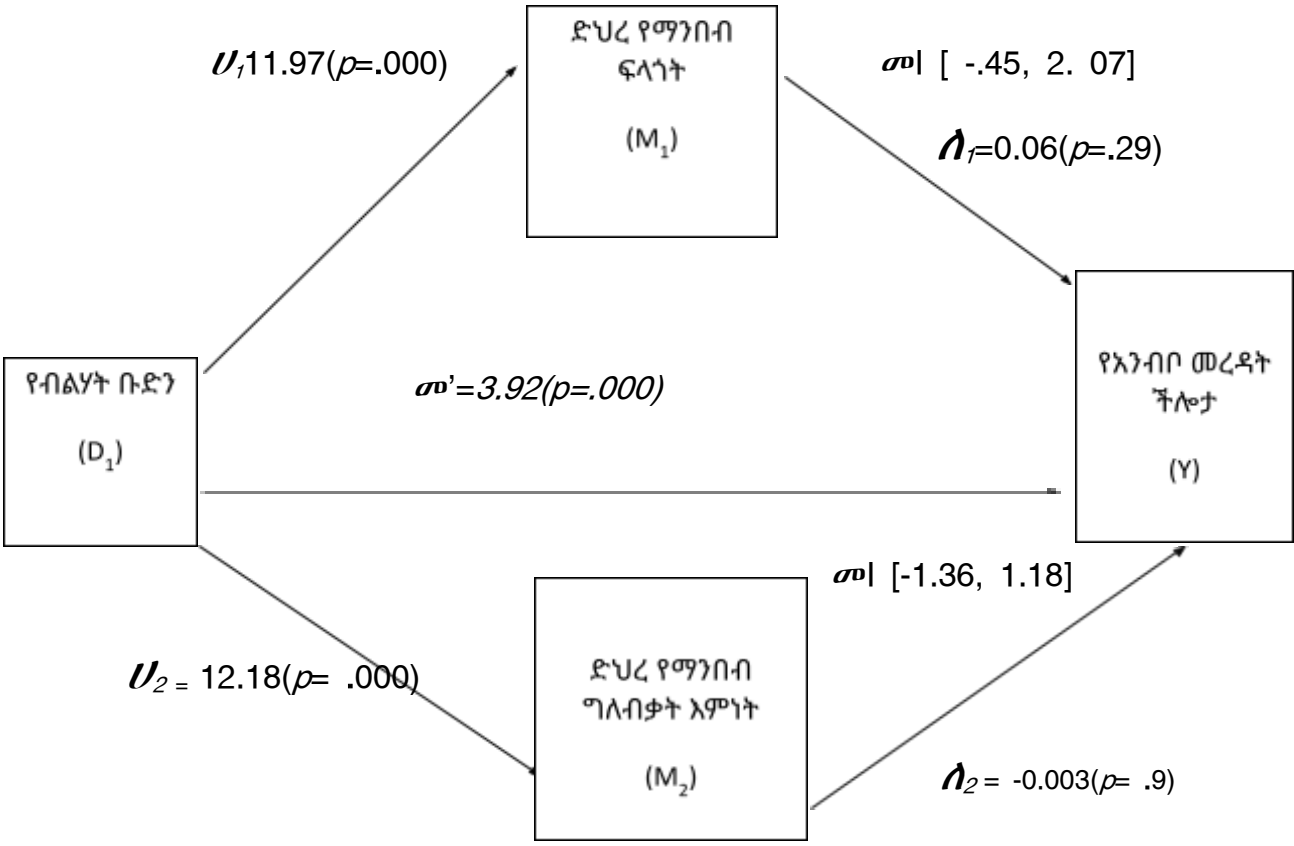 ድህረ የማንበብ
ፍላጎት
(M1)
ሀ111.97(p=.000)
መ| [ -.45, 2. 07]
ለ1=0.06(p=.29)
የብልሃት ቡድን
(D1)
መ'=3.92(p=.000)
የአንብቦ መረዳት
ችሎታ
(Y)
መ| [-1.36, 1.18]
ሀ2 = 12.18(p= .000)
ድህረ የማንበብ
ግለብቃት እምነት
(M2)
ለ2 = -0.003(p= .9)